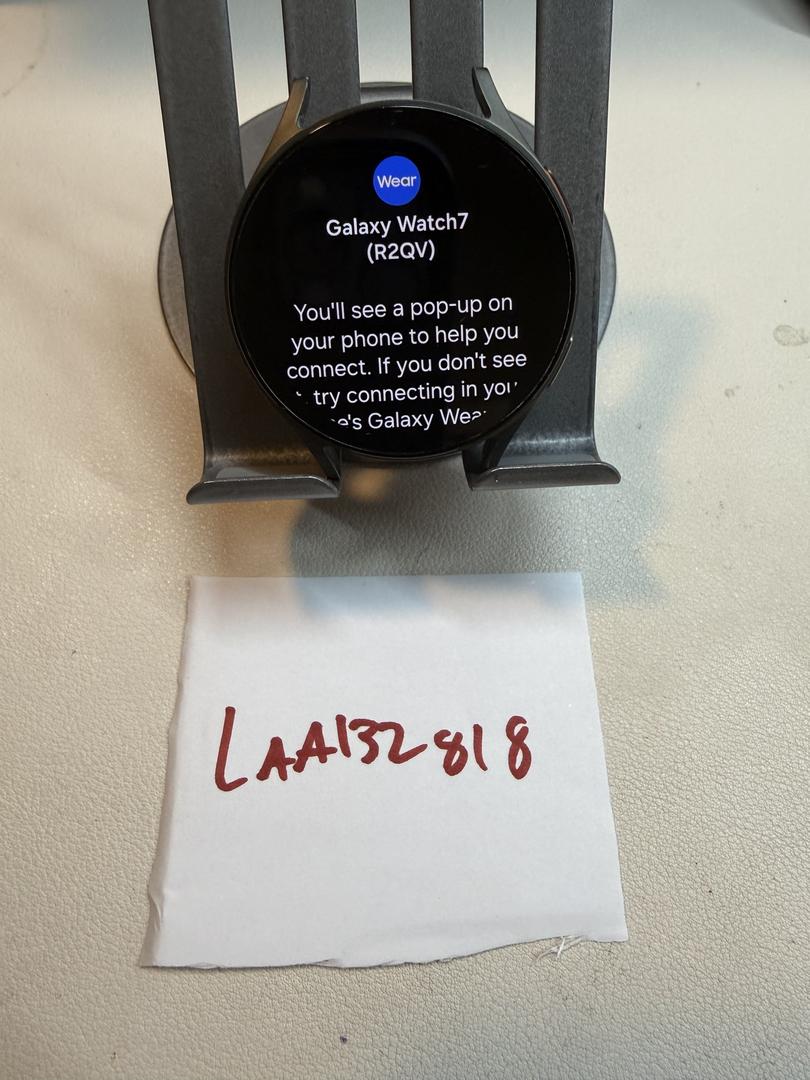 Wear
Galaxy Watch7
(R2QV)
You'll see a pop-up on
your phone to help you
connect. If you don't see
try connecting in you
e's Galaxy Wea
LAA132818